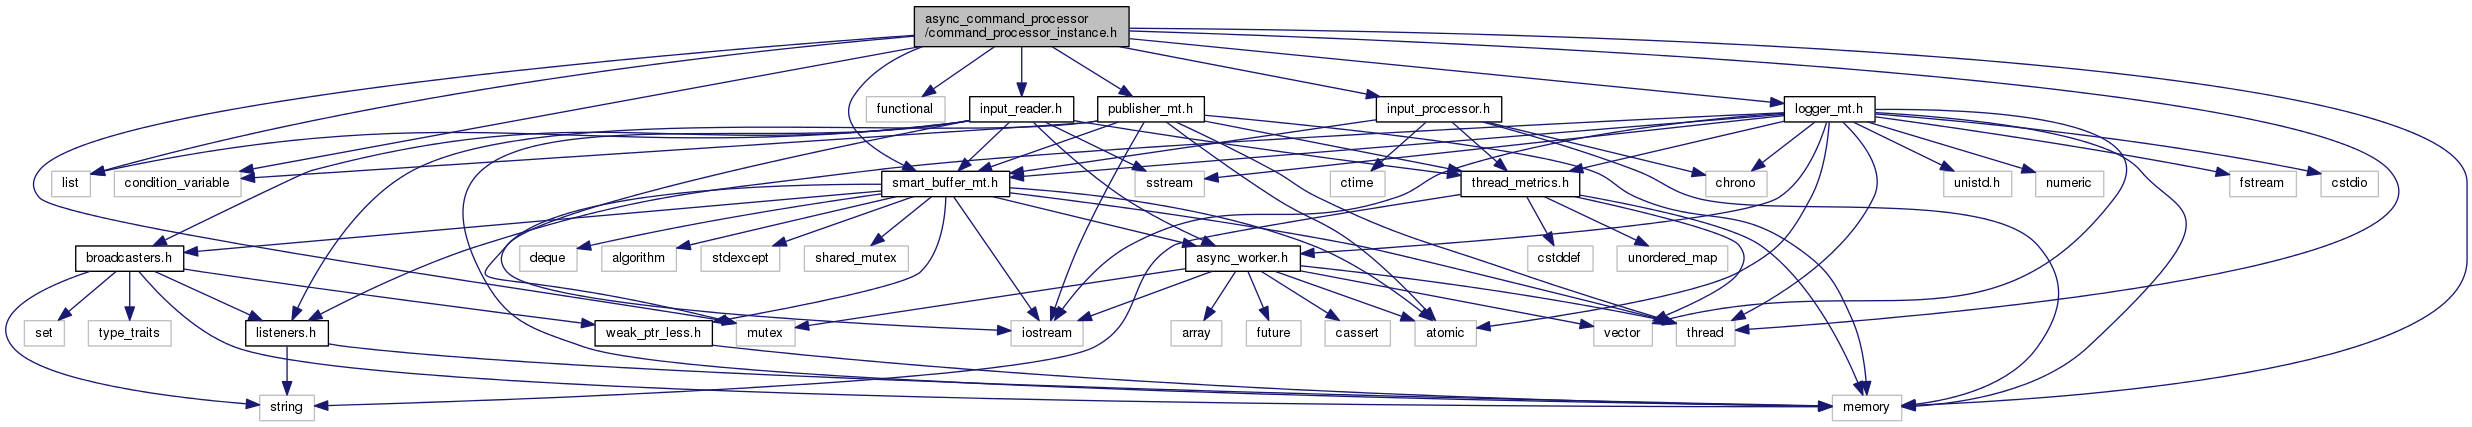 async_command_processor
/command_processor_instance.h
functional
input_reader.h
publisher_mt.h
input_processor.h
logger_mt.h
list
condition_variable
smart_buffer_mt.h
sstream
ctime
thread_metrics.h
chrono
unistd.h
numeric
fstream
cstdio
broadcasters.h
deque
algorithm
stdexcept
shared_mutex
async_worker.h
cstddef
unordered_map
set
type_traits
listeners.h
weak_ptr_less.h
mutex
iostream
array
future
cassert
atomic
vector
thread
string
memory